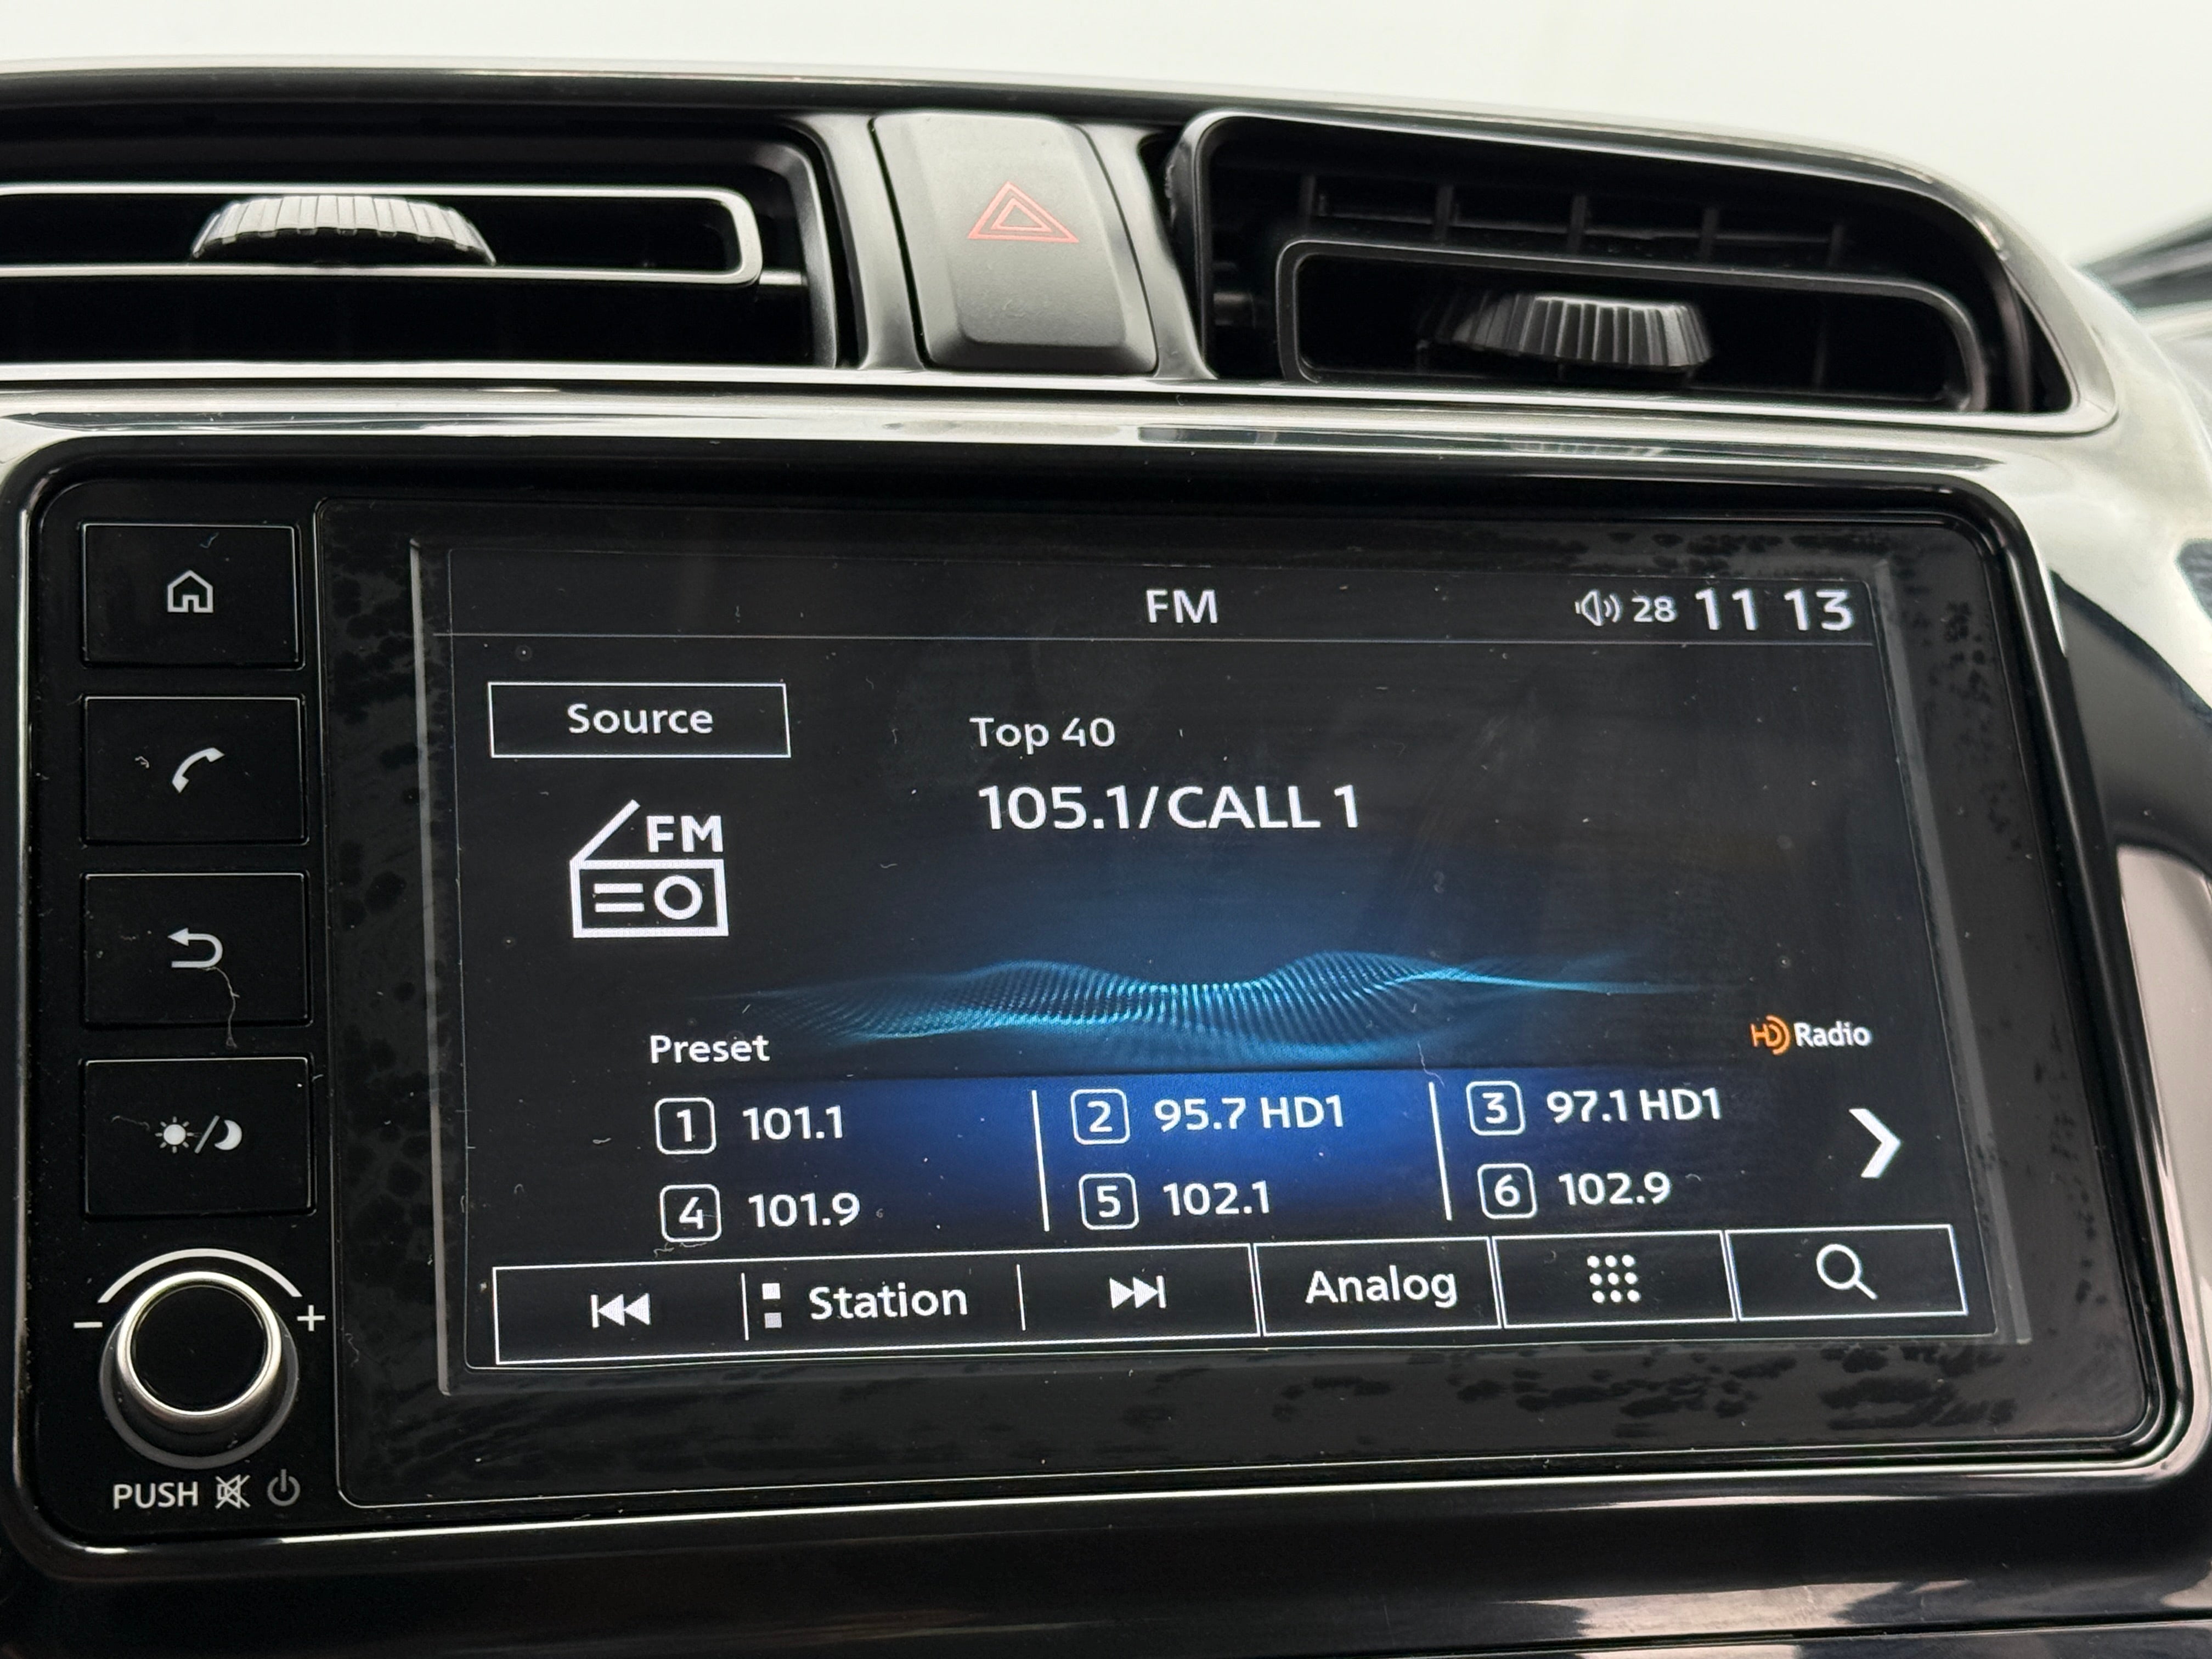 FM
28 11 13
Source
Top 40
105.1/CALL 1
FM
HD Radio
Preset
1 101.1
2 95.7 HD1
3 97.1 HD1
4 101.9
5 102.1
6 102.9
Station
Analog
PUSH